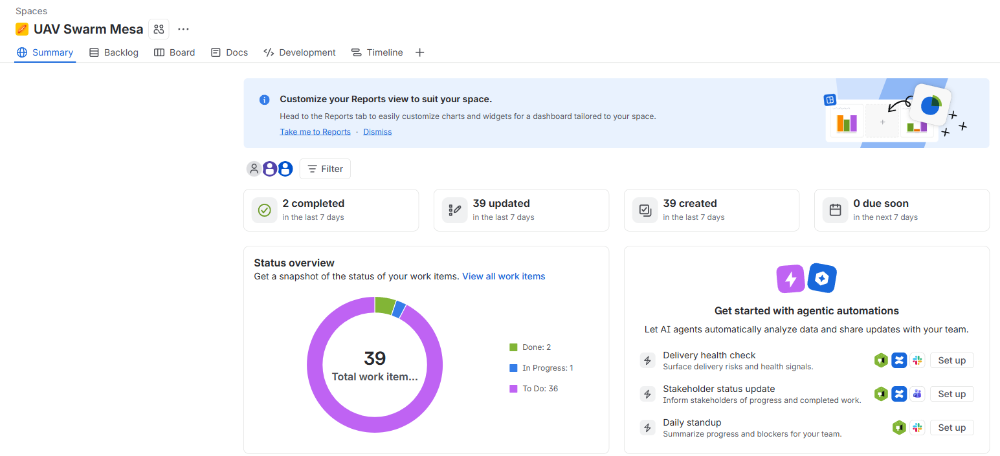 Spaces
UAV Swarm Mesa
Summary Backlog Board Docs Development Timeline
Customize your Reports view to suit your space.
Head to the Reports tab to easily customize charts and widgets for a dashboard tailored to your space.
Take me to Reports · Dismiss
Filter
2 completed
in the last 7 days
39 updated
in the last 7 days
39 created
in the last 7 days
0 due soon
in the next 7 days
Status overview
Get a snapshot of the status of your work items. View all work items
39
Total work item...
Done: 2
In Progress: 1
To Do: 36
Get started with agentic automations
Let AI agents automatically analyze data and share updates with your team.
Delivery health check
Surface delivery risks and health signals.
Set up
Stakeholder status update
Inform stakeholders of progress and completed work.
Set up
Daily standup
Summarize progress and blockers for your team.
Set up